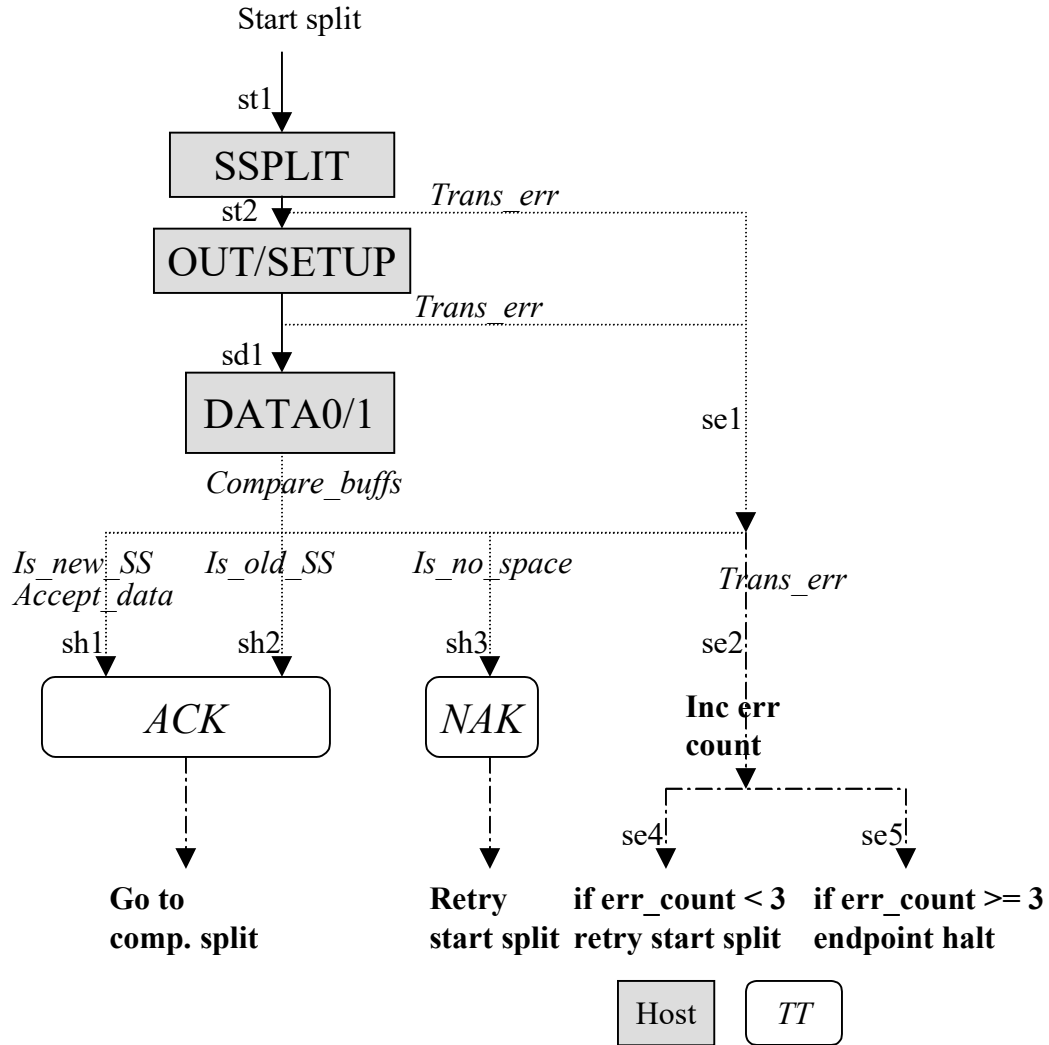 Start split
st1
SSPLIT
Trans_err
st2
OUT/SETUP
Trans_err
sd1
DATA0/1
se1
Compare_buffs
Is_new_SS
Accept_data
Is_old_SS
Is_no_space
Trans_err
sh1
sh2
sh3
se2
ACK
NAK
Inc err
count
se4
se5
Go to
comp. split
Retry
start split
if err_count < 3
retry start split
if err_count >= 3
endpoint halt
Host
TT